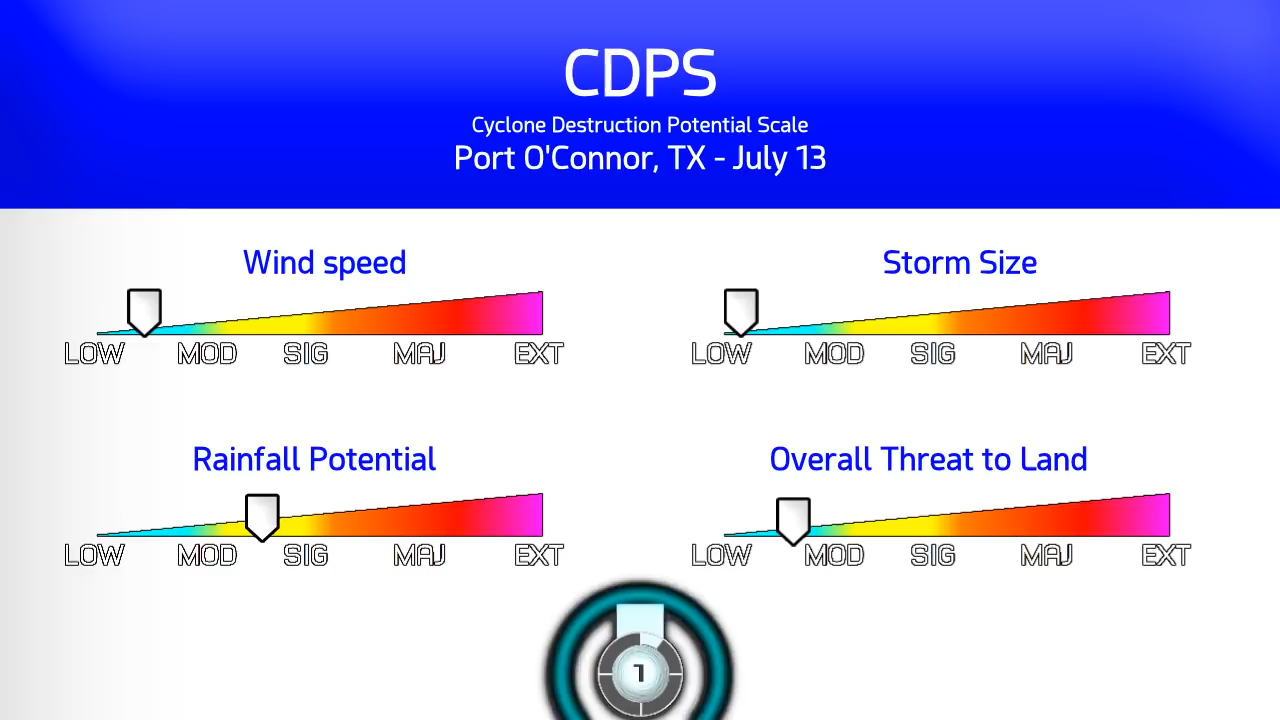 CDPS
Cyclone Destruction Potential Scale
Port O'Connor, TX - July 13
Wind speed
LOW MOD SIG MAJ EXT
Storm Size
LOW MOD SIG MAJ EXT
Rainfall Potential
LOW MOD SIG MAJ EXT
Overall Threat to Land
LOW MOD SIG MAJ EXT
1